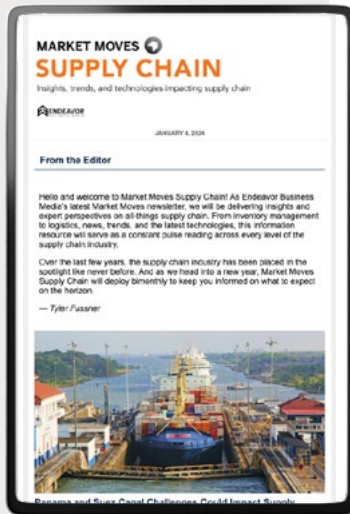 MARKET MOVES
SUPPLY CHAIN
Insights, trends, and technologies impacting supply chain
ENDEAVOR
JANUARY 4, 2024
From the Editor
Hello and welcome to Market Moves Supply Chain! As Endeavor Business
Media's latest Market Moves newsletter, we will be delivering insights and
expert perspectives on all-things supply chain. From inventory management
to logistics, news, trends, and the latest technologies, this information
resource will serve as a constant pulse reading across every level of the
supply chain industry.
Over the last few years, the supply chain industry has been placed in the
spotlight like never before. And as we head into a new year, Market Moves
Supply Chain will deploy bimonthly to keep you informed on what to expect
on the horizon.
— Tyler Fussner
Panama and Suez Canal Challenges Could Impact Supply